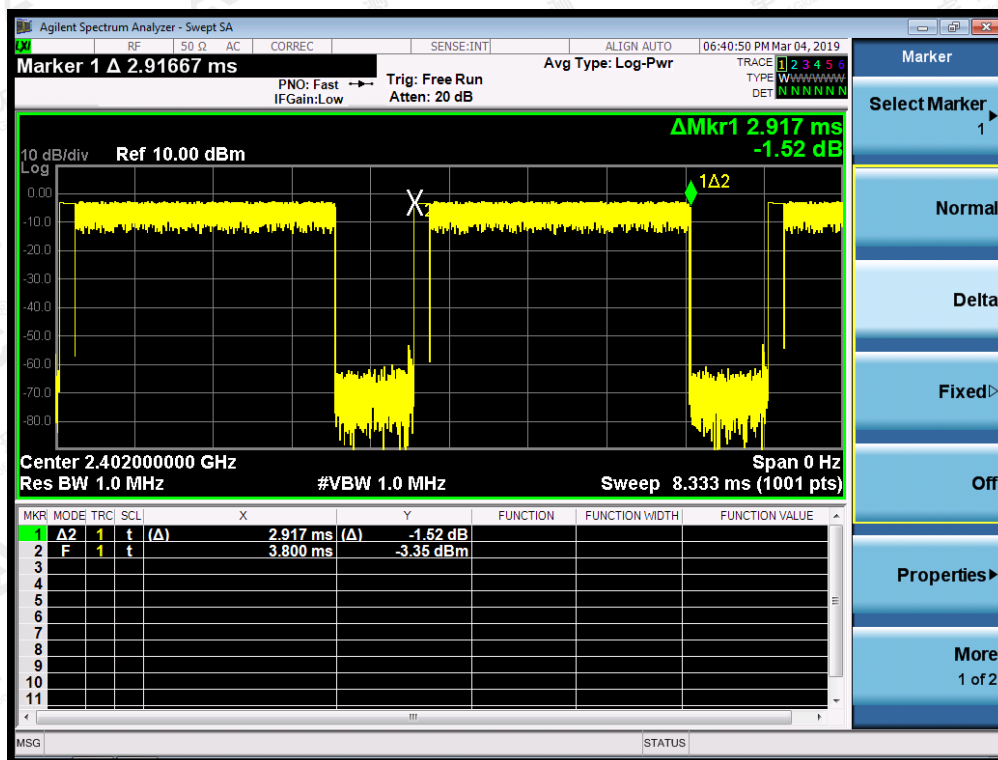 Agilent Spectrum Analyzer - Swept SA
LXI RF 50 Ω AC CORREC SENSE:INT ALIGN AUTO 06:40:50 PM Mar 04, 2019
Marker 1 Δ 2.91667 ms
PNO: Fast
IFGain:Low
Trig: Free Run
Atten: 20 dB
Avg Type: Log-Pwr
TRACE 1 2 3 4 5 6
TYPE WWWWWW
DET N N N N N N
ΔMkr1 2.917 ms
-1.52 dB
10 dB/div Ref 10.00 dBm
Log
0.00
-10.0
-20.0
-30.0
-40.0
-50.0
-60.0
-70.0
-80.0
X2
1Δ2
Center 2.402000000 GHz Span 0 Hz
Res BW 1.0 MHz #VBW 1.0 MHz Sweep 8.333 ms (1001 pts)
MKR MODE TRC SCL X Y FUNCTION FUNCTION WIDTH FUNCTION VALUE
1 Δ2 1 t (Δ) 2.917 ms (Δ) -1.52 dB
2 F 1 t 3.800 ms -3.35 dBm
3
4
5
6
7
8
9
10
11
MSG STATUS
Marker
Select Marker
1
Normal
Delta
Fixed
Off
Properties
More
1 of 2